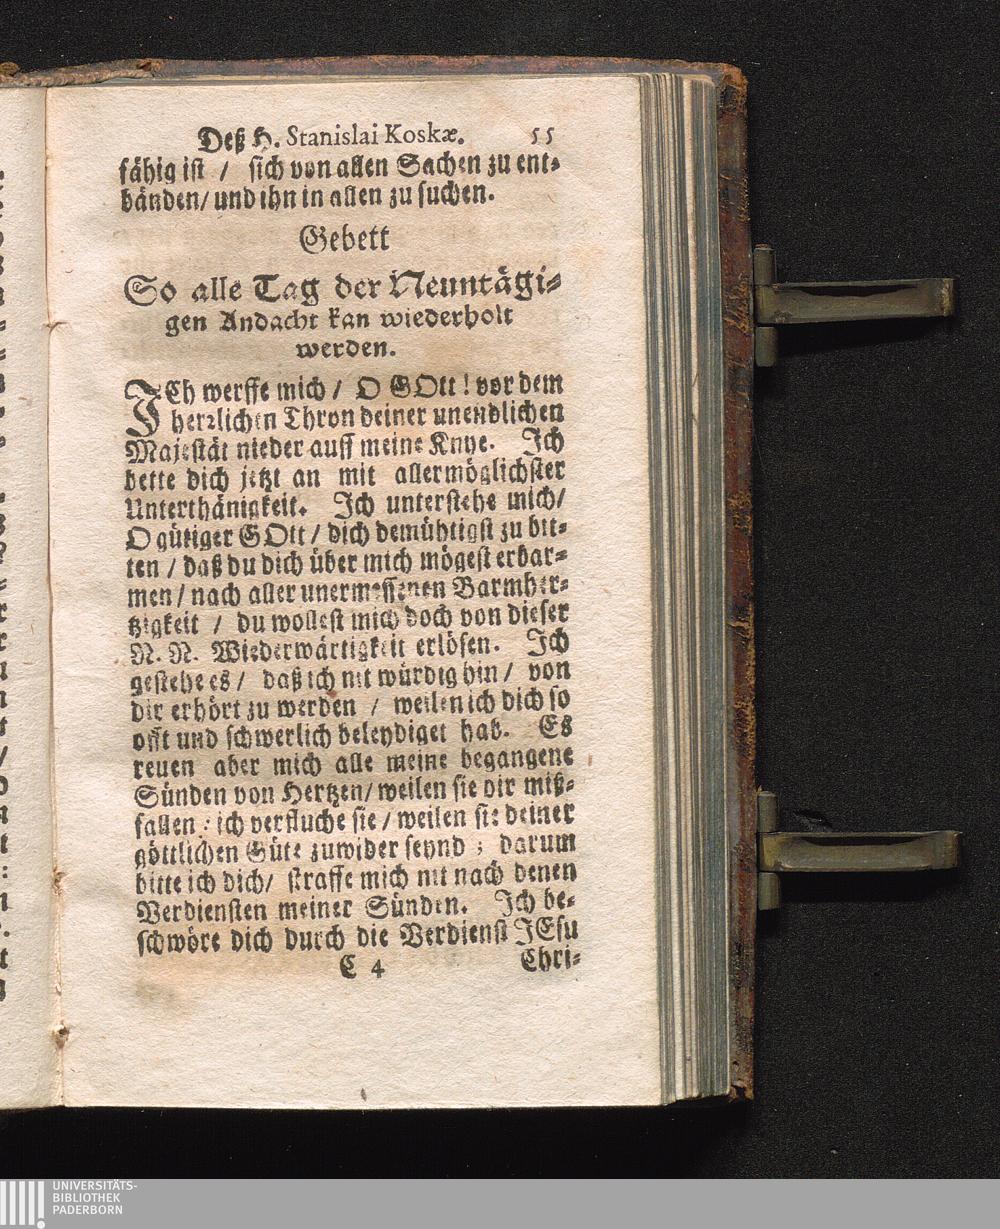 Deß H. Stanislai Koskæ. 55
fähig ist / sich von allen Sachen zu ent-
bänden/ und ihn in allen zu suchen.
Gebett
So alle Tag der Neuntägi-
gen Andacht kan wiederholt
werden.
ICh werffe mich / O GOtt! vor dem
herrlichen Thron deiner unendlichen
Majestät nieder auff meine Knye. Ich
bette dich jetzt an mit allermöglichster
Unterthänigkeit. Ich unterstehe mich/
O gütiger GOtt / dich demühtigst zu bit-
ten / daß du dich über mich mögest erbar-
men / nach aller unermessenen Barmher-
tzigkeit / du wollest mich doch von dieser
N. N. Wiederwärtigkeit erlösen. Ich
gestehe es / daß ich nit würdig bin / von
dir erhört zu werden / weilen ich dich so
offt und schwerlich beleydiget hab. Es
reuen aber mich alle meine begangene
Sünden von Hertzen/ weilen sie dir miß-
fallen : ich verfluche sie / weilen sie deiner
göttlichen Güte zuwider seynd ; darum
bitte ich dich/ straffe mich nit nach denen
Verdiensten meiner Sünden. Ich be-
schwöre dich durch die Verdienst JEsu
C 4 Chri-
UNIVERSITÄTS-
BIBLIOTHEK
PADERBORN